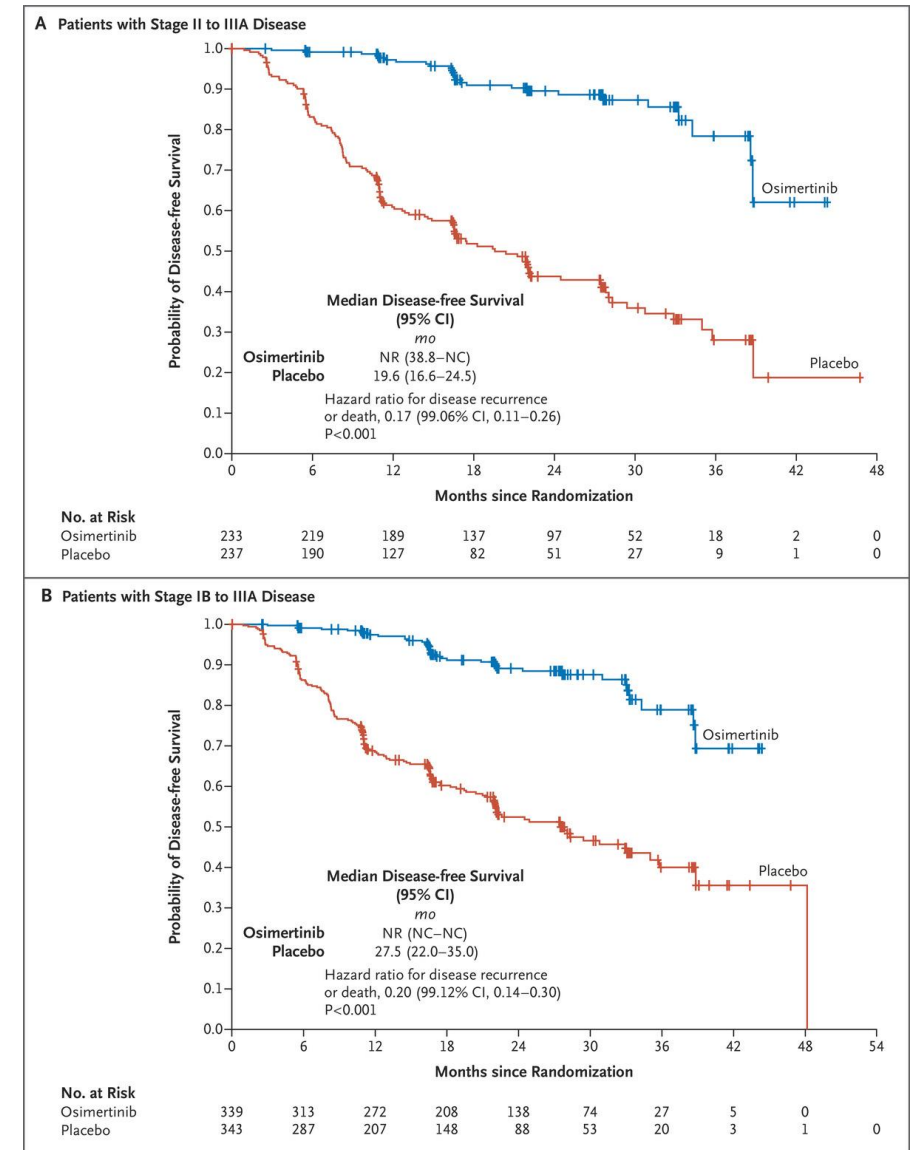 A Patients with Stage II to IIIA Disease
1.0
0.9
0.8
0.7
0.6
0.5
0.4
0.3
0.2
0.1
0.0
Probability of Disease-free Survival
Osimertinib
Placebo
Median Disease-free Survival
(95% CI)
mo
Osimertinib NR (38.8–NC)
Placebo 19.6 (16.6–24.5)
Hazard ratio for disease recurrence
or death, 0.17 (99.06% CI, 0.11–0.26)
P<0.001
0 6 12 18 24 30 36 42 48
Months since Randomization
No. at Risk
Osimertinib 233 219 189 137 97 52 18 2 0
Placebo 237 190 127 82 51 27 9 1 0
B Patients with Stage IB to IIIA Disease
1.0
0.9
0.8
0.7
0.6
0.5
0.4
0.3
0.2
0.1
0.0
Probability of Disease-free Survival
Osimertinib
Placebo
Median Disease-free Survival
(95% CI)
mo
Osimertinib NR (NC–NC)
Placebo 27.5 (22.0–35.0)
Hazard ratio for disease recurrence
or death, 0.20 (99.12% CI, 0.14–0.30)
P<0.001
0 6 12 18 24 30 36 42 48 54
Months since Randomization
No. at Risk
Osimertinib 339 313 272 208 138 74 27 5 0
Placebo 343 287 207 148 88 53 20 3 1 0